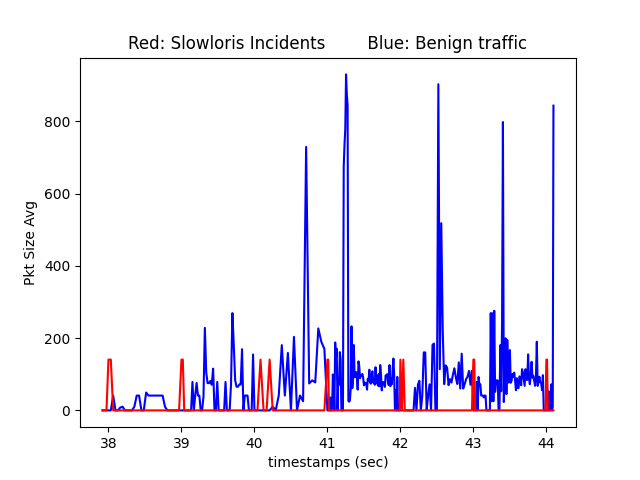 Red: Slowloris Incidents        Blue: Benign traffic
800
600
400
200
0
Pkt Size Avg
38 39 40 41 42 43 44
timestamps (sec)